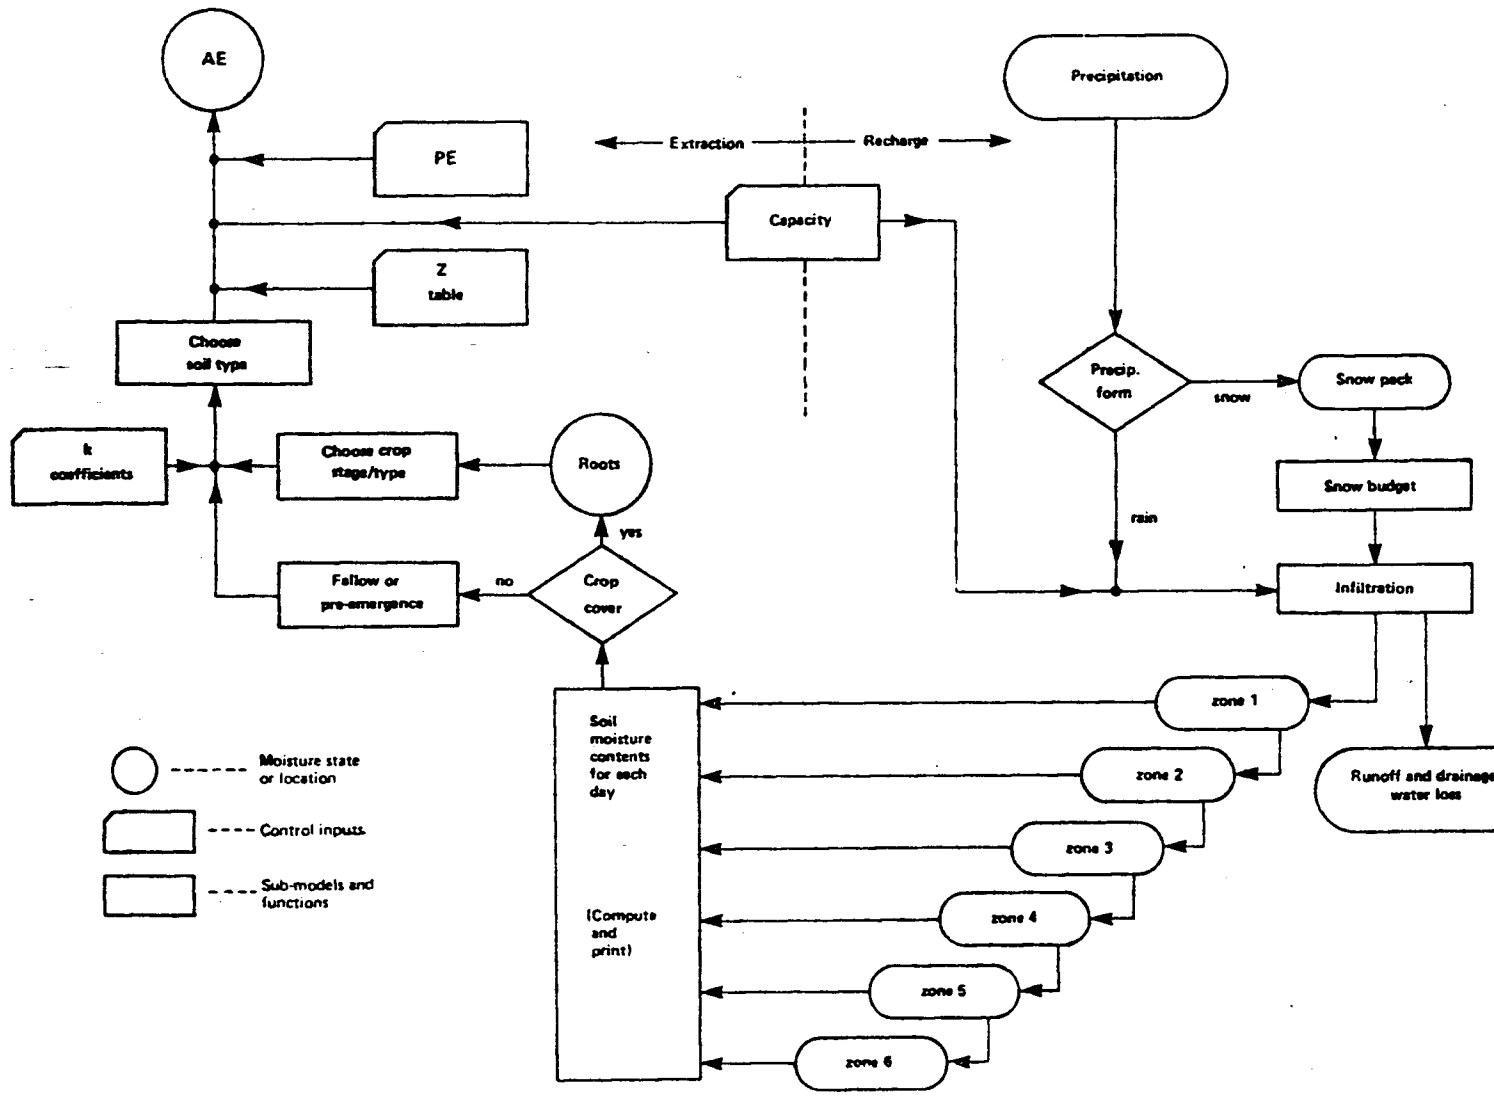 AE
Precipitation
PE
Extraction
Recharge
Capacity
Z
table
Choose
soil type
Precip.
form
snow
Snow pack
k
coefficients
Choose crop
stage/type
Roots
Snow budget
yes
rain
Fallow or
pre-emergence
no
Crop
cover
Infiltration
zone 1
Soil
moisture
contents
for each
day
zone 2
Runoff and drainage
water loss
Moisture state
or location
Control inputs
zone 3
Sub-models and
functions
(Compute
and
print)
zone 4
zone 5
zone 6